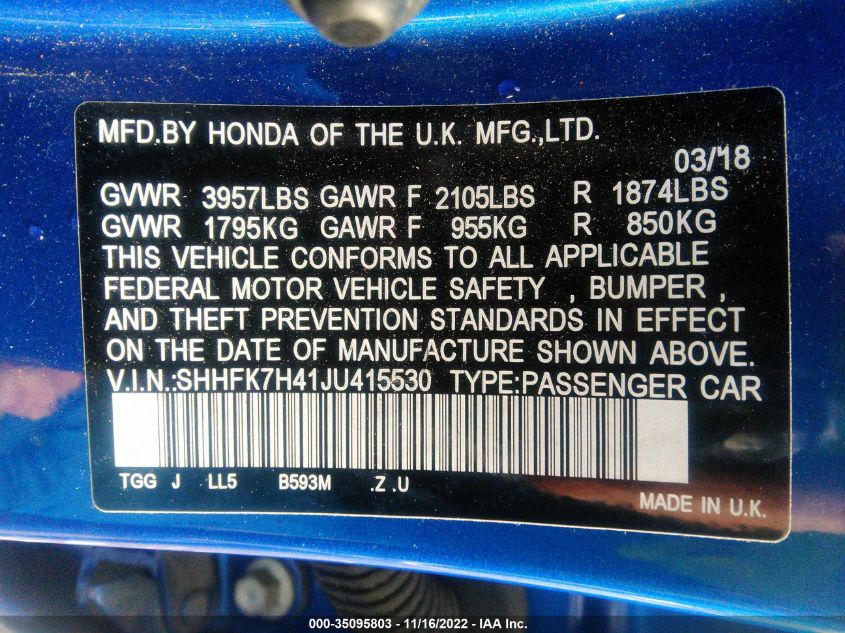 MFD.BY HONDA OF THE U.K. MFG.,LTD.
03/18
GVWR 3957LBS GAWR F 2105LBS R 1874LBS
GVWR 1795KG GAWR F 955KG R 850KG
THIS VEHICLE CONFORMS TO ALL APPLICABLE
FEDERAL MOTOR VEHICLE SAFETY , BUMPER ,
AND THEFT PREVENTION STANDARDS IN EFFECT
ON THE DATE OF MANUFACTURE SHOWN ABOVE.
V.I.N.:SHHFK7H41JU415530 TYPE:PASSENGER CAR
TGG J LL5 B593M .Z .U
MADE IN U.K.
000-35095803 - 11/16/2022 - IAA Inc.